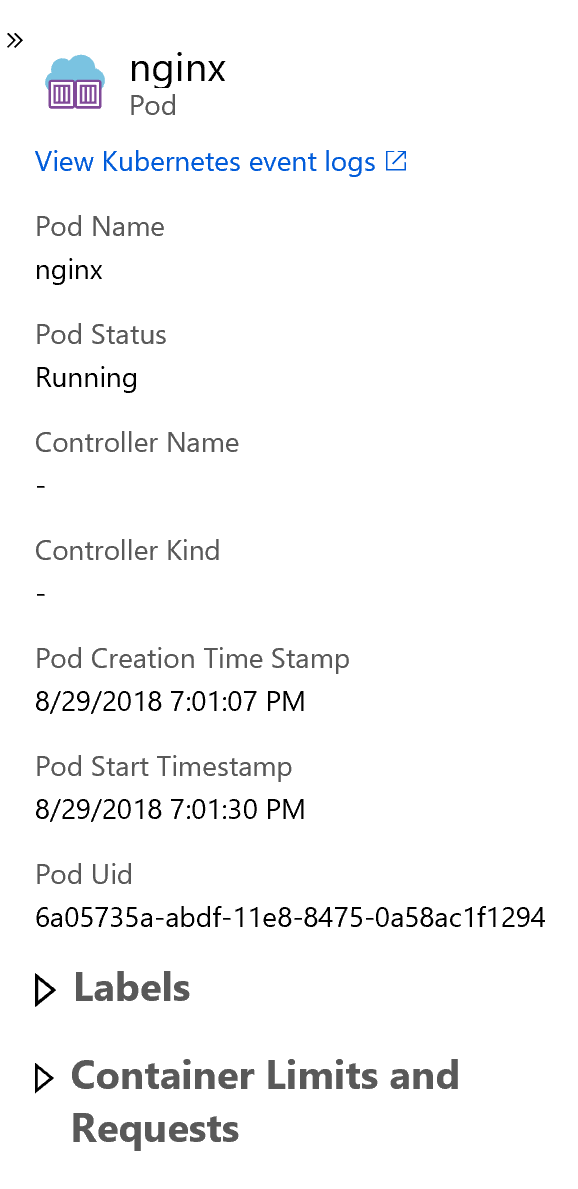 nginx
Pod
View Kubernetes event logs
Pod Name
nginx
Pod Status
Running
Controller Name
-
Controller Kind
-
Pod Creation Time Stamp
8/29/2018 7:01:07 PM
Pod Start Timestamp
8/29/2018 7:01:30 PM
Pod Uid
6a05735a-abdf-11e8-8475-0a58ac1f1294
Labels
Container Limits and
Requests